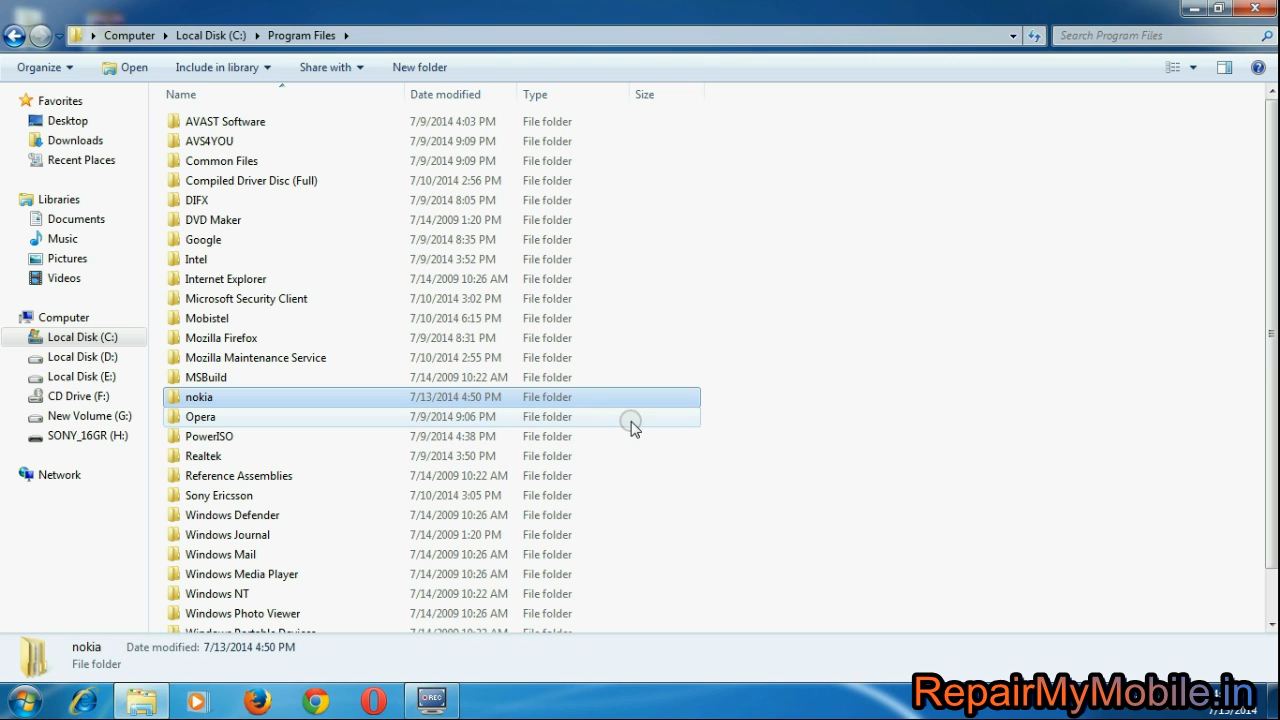 Computer Local Disk (C:) Program Files Search Program Files
Organize Open Include in library Share with New folder
Name Date modified Type Size
Favorites
Desktop
Downloads
Recent Places
Libraries
Documents
Music
Pictures
Videos
Computer
Local Disk (C:)
Local Disk (D:)
Local Disk (E:)
CD Drive (F:)
New Volume (G:)
SONY_16GR (H:)
Network
AVAST Software 7/9/2014 4:03 PM File folder
AVS4YOU 7/9/2014 9:09 PM File folder
Common Files 7/9/2014 9:09 PM File folder
Compiled Driver Disc (Full) 7/10/2014 2:56 PM File folder
DIFX 7/9/2014 8:05 PM File folder
DVD Maker 7/14/2009 1:20 PM File folder
Google 7/9/2014 8:35 PM File folder
Intel 7/9/2014 3:52 PM File folder
Internet Explorer 7/14/2009 10:26 AM File folder
Microsoft Security Client 7/10/2014 3:02 PM File folder
Mobistel 7/10/2014 6:15 PM File folder
Mozilla Firefox 7/9/2014 8:31 PM File folder
Mozilla Maintenance Service 7/10/2014 2:55 PM File folder
MSBuild 7/14/2009 10:22 AM File folder
nokia 7/13/2014 4:50 PM File folder
Opera 7/9/2014 9:06 PM File folder
PowerISO 7/9/2014 4:38 PM File folder
Realtek 7/9/2014 3:50 PM File folder
Reference Assemblies 7/14/2009 10:22 AM File folder
Sony Ericsson 7/10/2014 3:05 PM File folder
Windows Defender 7/14/2009 10:26 AM File folder
Windows Journal 7/14/2009 1:20 PM File folder
Windows Mail 7/14/2009 10:26 AM File folder
Windows Media Player 7/14/2009 10:26 AM File folder
Windows NT 7/14/2009 10:22 AM File folder
Windows Photo Viewer 7/14/2009 10:26 AM File folder
nokia Date modified: 7/13/2014 4:50 PM
File folder
REC
RepairMyMobile.in